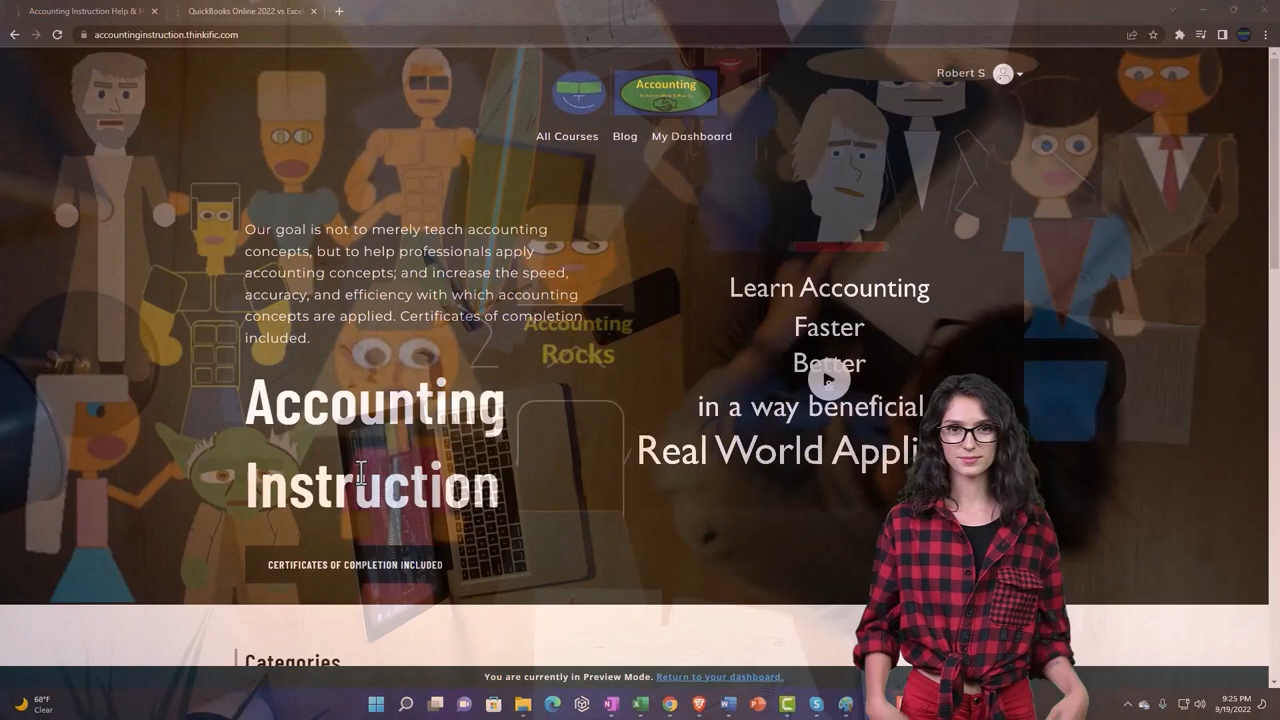 Accounting Instruction Help & H
QuickBooks Online 2022 vs Exce
accountinginstruction.thinkific.com
Accounting
Robert S
All Courses Blog My Dashboard
Our goal is not to merely teach accounting
concepts, but to help professionals apply
accounting concepts; and increase the speed,
accuracy, and efficiency with which accounting
concepts are applied. Certificates of completion
included.
Accounting
Rocks
Learn Accounting
Faster
Better
&
in a way beneficial
Real World Appli
Accounting
Instruction
CERTIFICATES OF COMPLETION INCLUDED
Categories
You are currently in Preview Mode. Return to your dashboard.
68°F
Clear
9:25 PM
9/19/2022